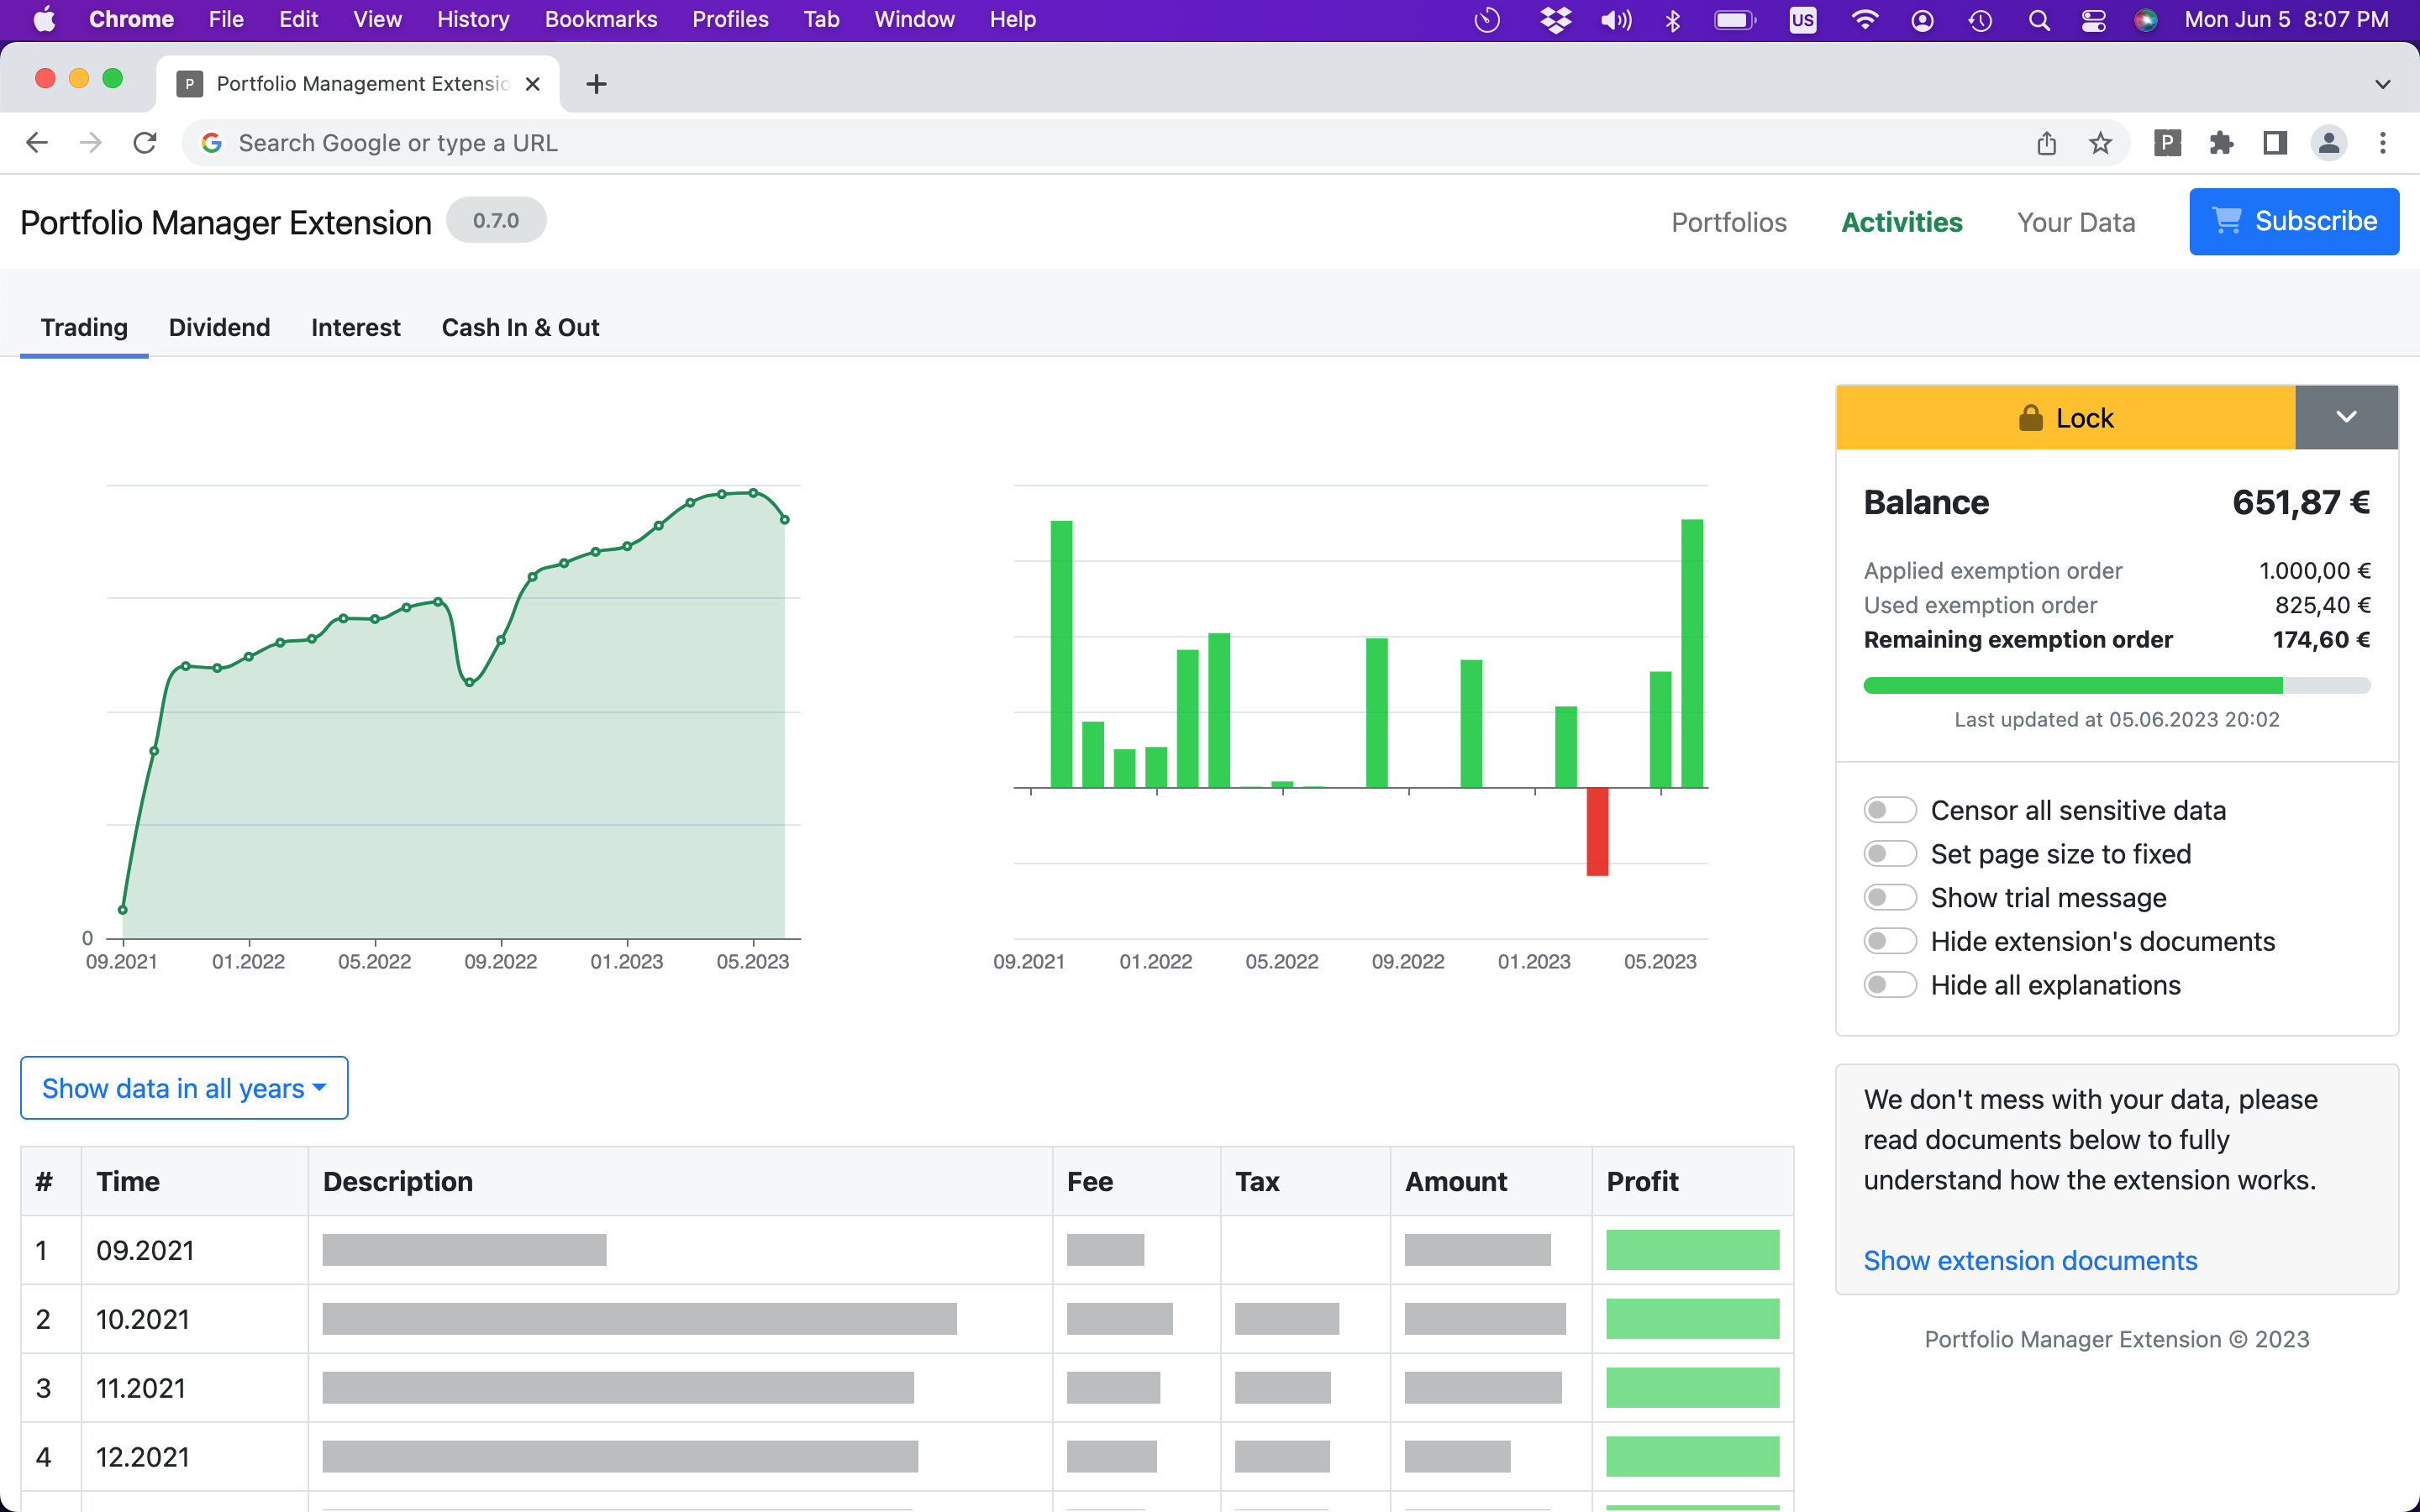 Chrome File Edit View History Bookmarks Profiles Tab Window Help US Mon Jun 5 8:07 PM
P Portfolio Management Extensio
Search Google or type a URL P
Portfolio Manager Extension 0.7.0 Portfolios Activities Your Data Subscribe
Trading Dividend Interest Cash In & Out
Lock
Balance 651,87 €
Applied exemption order 1.000,00 €
Used exemption order 825,40 €
Remaining exemption order 174,60 €
Last updated at 05.06.2023 20:02
Censor all sensitive data
Set page size to fixed
Show trial message
Hide extension's documents
Hide all explanations
0
09.2021 01.2022 05.2022 09.2022 01.2023 05.2023
09.2021 01.2022 05.2022 09.2022 01.2023 05.2023
Show data in all years
# Time Description Fee Tax Amount Profit
1 09.2021
2 10.2021
3 11.2021
4 12.2021
We don't mess with your data, please
read documents below to fully
understand how the extension works.
Show extension documents
Portfolio Manager Extension © 2023